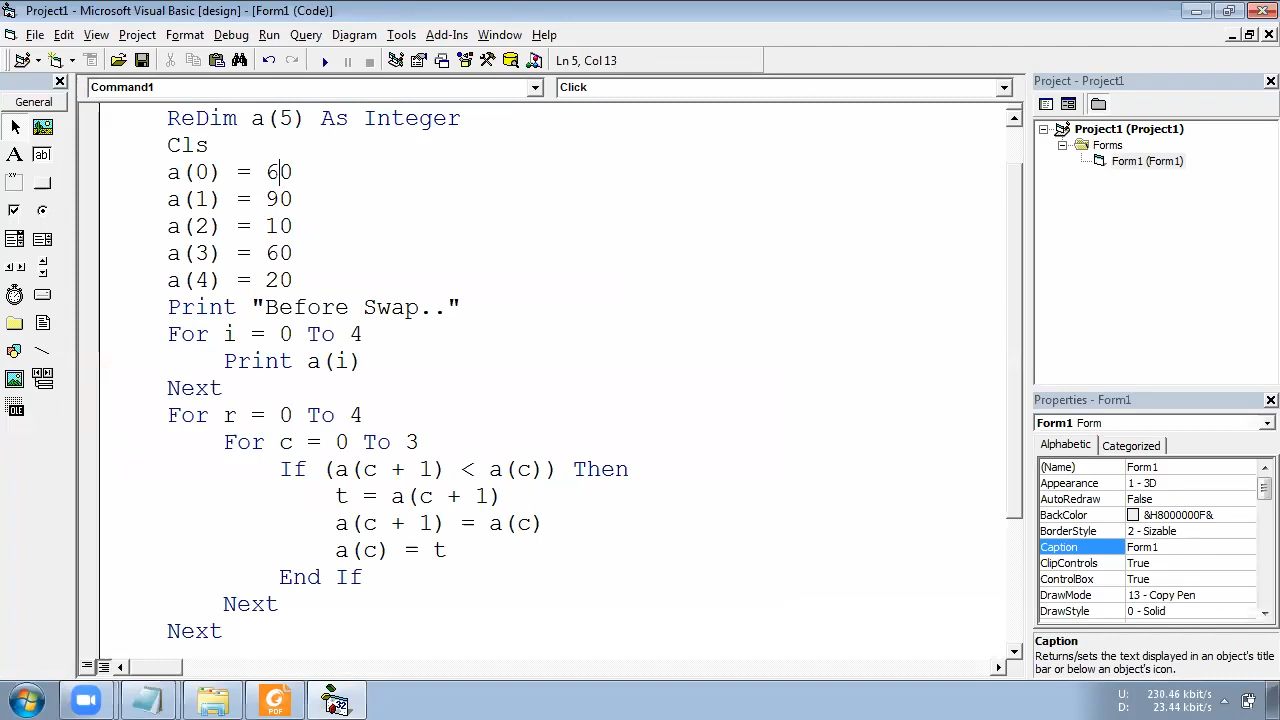 Project1 - Microsoft Visual Basic [design] - [Form1 (Code)]
File Edit View Project Format Debug Run Query Diagram Tools Add-Ins Window Help
Ln 5, Col 13
General
Command1
Click
ReDim a(5) As Integer
Cls
a(0) = 60
a(1) = 90
a(2) = 10
a(3) = 60
a(4) = 20
Print "Before Swap.."
For i = 0 To 4
Print a(i)
Next
For r = 0 To 4
For c = 0 To 3
If (a(c + 1) < a(c)) Then
t = a(c + 1)
a(c + 1) = a(c)
a(c) = t
End If
Next
Next
Project - Project1
Project1 (Project1)
Forms
Form1 (Form1)
Properties - Form1
Form1 Form
Alphabetic Categorized
(Name) Form1
Appearance 1 - 3D
AutoRedraw False
BackColor &H8000000F&
BorderStyle 2 - Sizable
Caption Form1
ClipControls True
ControlBox True
DrawMode 13 - Copy Pen
DrawStyle 0 - Solid
Caption
Returns/sets the text displayed in an object's title
bar or below an object's icon.
A
ab
OLE
PDF
32
U: 230.46 kbit/s
D: 23.44 kbit/s